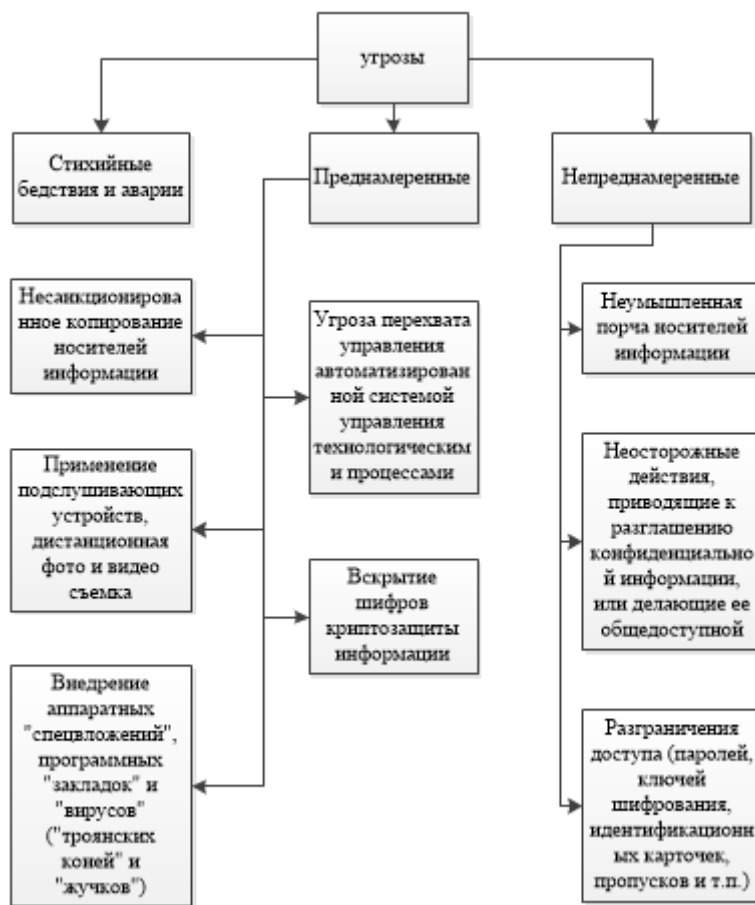 угрозы
Стихийные
бедствия и аварии
Преднамеренные
Непреднамеренные
Несанкционирова
нное копирование
носителей
информации
Угроза перехвата
управления
автоматизирован
ной системой
управления
технологическим
и процессами
Неумышленная
порча носителей
информации
Применение
подслушивающих
устройств,
дистанционная
фото и видео
съемка
Вскрытие
шифров
криптозащиты
информации
Неосторожные
действия,
приводящие к
разглашению
конфиденциально
й информации,
или делающие ее
общедоступной
Внедрение
аппаратных
"спецвложений",
программных
"закладок" и
"вирусов"
("троянских
коней" и
"жучков")
Разграничения
доступа (паролей,
ключей
шифрования,
идентификационн
ых карточек,
пропусков и т.п.)